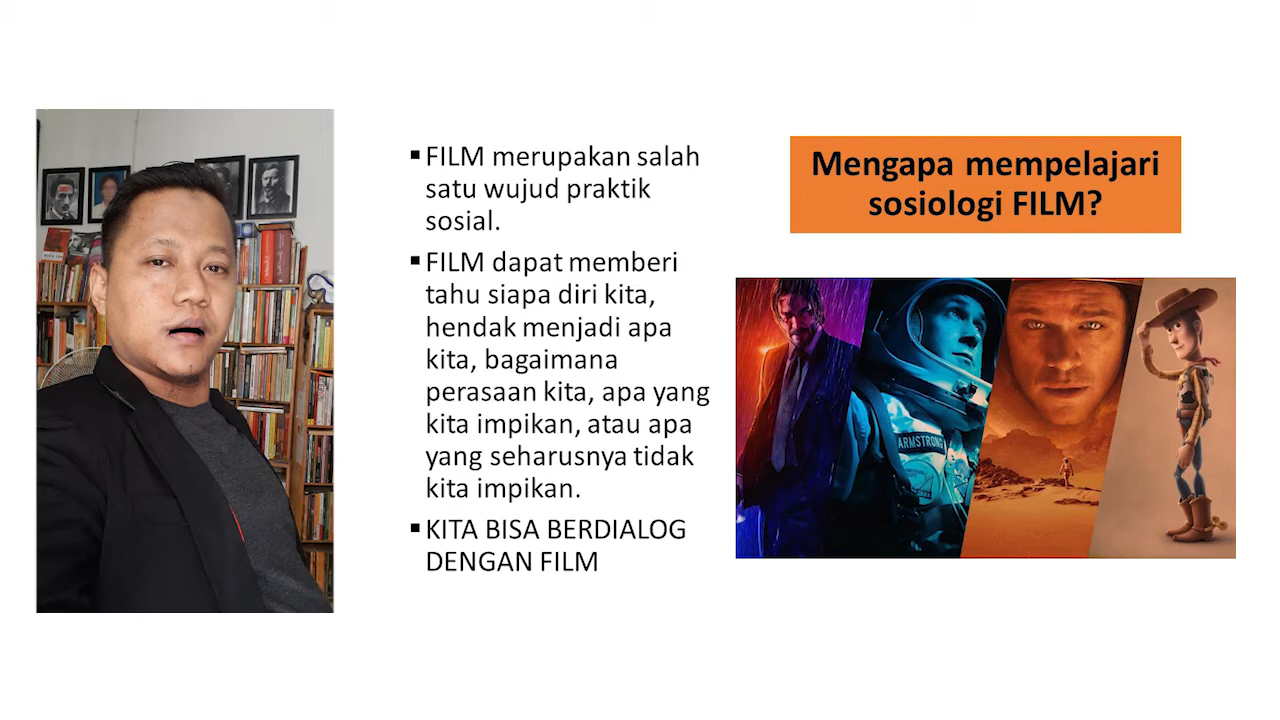 ▪FILM merupakan salah
satu wujud praktik
sosial.
▪FILM dapat memberi
tahu siapa diri kita,
hendak menjadi apa
kita, bagaimana
perasaan kita, apa yang
kita impikan, atau apa
yang seharusnya tidak
kita impikan.
▪KITA BISA BERDIALOG
DENGAN FILM
Mengapa mempelajari
sosiologi FILM?
ARMSTRONG